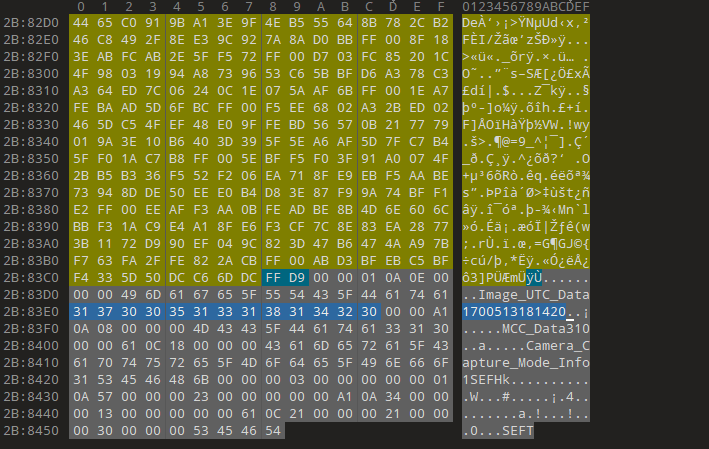 0 1 2 3 4 5 6 7 8 9 A B C D E F 0123456789ABCDEF
2B:82D0 44 65 C0 91 9B A1 3E 9F 4E B5 55 64 8B 78 2C B2 DeÀ‘›¡>ŸNµUd‹x,²
2B:82E0 46 C8 49 2F 8E E3 9C 92 7A 8A D0 BB FF 00 8F 18 FÈI/Žãœ’zŠÐ»ÿ...
2B:82F0 3E AB FC AB 2E 5F F5 72 FF 00 D7 03 FC 85 20 1C >«ü«._õrÿ.×.ü… .
2B:8300 4F 98 03 19 94 A8 73 96 53 C6 5B BF D6 A3 78 C3 O˜..”¨s–SÆ[¿Ö£xÃ
2B:8310 A3 64 ED 7C 06 24 0C 1E 07 5A AF 6B FF 00 1E A7 £dí|.$...Z¯kÿ..§
2B:8320 FE BA AD 5D 6F BC FF 00 F5 EE 68 02 A3 2B ED 02 þº-]o¼ÿ.õîh.£+í.
2B:8330 46 5D C5 4F EF 48 E0 9F FE BD 56 57 0B 21 77 79 F]ÅOïHàŸþ½VW.!wy
2B:8340 01 9A 3E 10 B6 40 3D 39 5F 5E A6 AF 5D 7F C7 B4 .š>.¶@=9_^¦¯].Ç´
2B:8350 5F F0 1A C7 B8 FF 00 5E BF F5 F0 3F 91 A0 07 4F _ð.Ç¸ÿ.^¿õð?‘ .O
2B:8360 2B B5 B3 36 F5 52 F2 06 EA 71 8F E9 EB F5 AA BE +µ³6õRò.êq.éëõª¾
2B:8370 73 94 8D DE 50 EE E0 B4 D8 3E 87 F9 9A 74 BF F1 s”.ÞPîà´Ø>‡ùšt¿ñ
2B:8380 E2 FF 00 EE AF F3 AA 0B FE AD BE 8B 4D 6E 60 6C âÿ.î¯óª.þ-¾‹Mn`l
2B:8390 BB F3 1A C9 E4 A1 8F E6 F3 CF 7C 8E 83 EA 28 77 »ó.Éä¡.æóÏ|Žƒê(w
2B:83A0 3B 11 72 D9 90 EF 04 9C 82 3D 47 B6 47 4A A9 7B ;.rÙ.ï.œ‚=G¶GJ©{
2B:83B0 F7 63 FA 2F FE 82 2A CB FF 00 AB D3 BF EB C5 BF ÷cú/þ‚*Ëÿ.«Ó¿ëÅ¿
2B:83C0 F4 33 5D 50 DC C6 6D DC FF D9 00 00 01 0A 0E 00 ô3]PÜÆmÜÿÙ......
2B:83D0 00 00 49 6D 61 67 65 5F 55 54 43 5F 44 61 74 61 ..Image_UTC_Data
2B:83E0 31 37 30 30 35 31 33 31 38 31 34 32 30 00 00 A1 1700513181420..¡
2B:83F0 0A 08 00 00 00 4D 43 43 5F 44 61 74 61 33 31 30 .....MCC_Data310
2B:8400 00 00 61 0C 18 00 00 00 43 61 6D 65 72 61 5F 43 ..a.....Camera_C
2B:8410 61 70 74 75 72 65 5F 4D 6F 64 65 5F 49 6E 66 6F apture_Mode_Info
2B:8420 31 53 45 46 48 6B 00 00 00 03 00 00 00 00 00 01 1SEFHk..........
2B:8430 0A 57 00 00 00 23 00 00 00 00 00 A1 0A 34 00 00 .W...#.....¡.4..
2B:8440 00 13 00 00 00 00 00 61 0C 21 00 00 00 21 00 00 .......a.!...!..
2B:8450 00 30 00 00 00 53 45 46 54 .0...SEFT